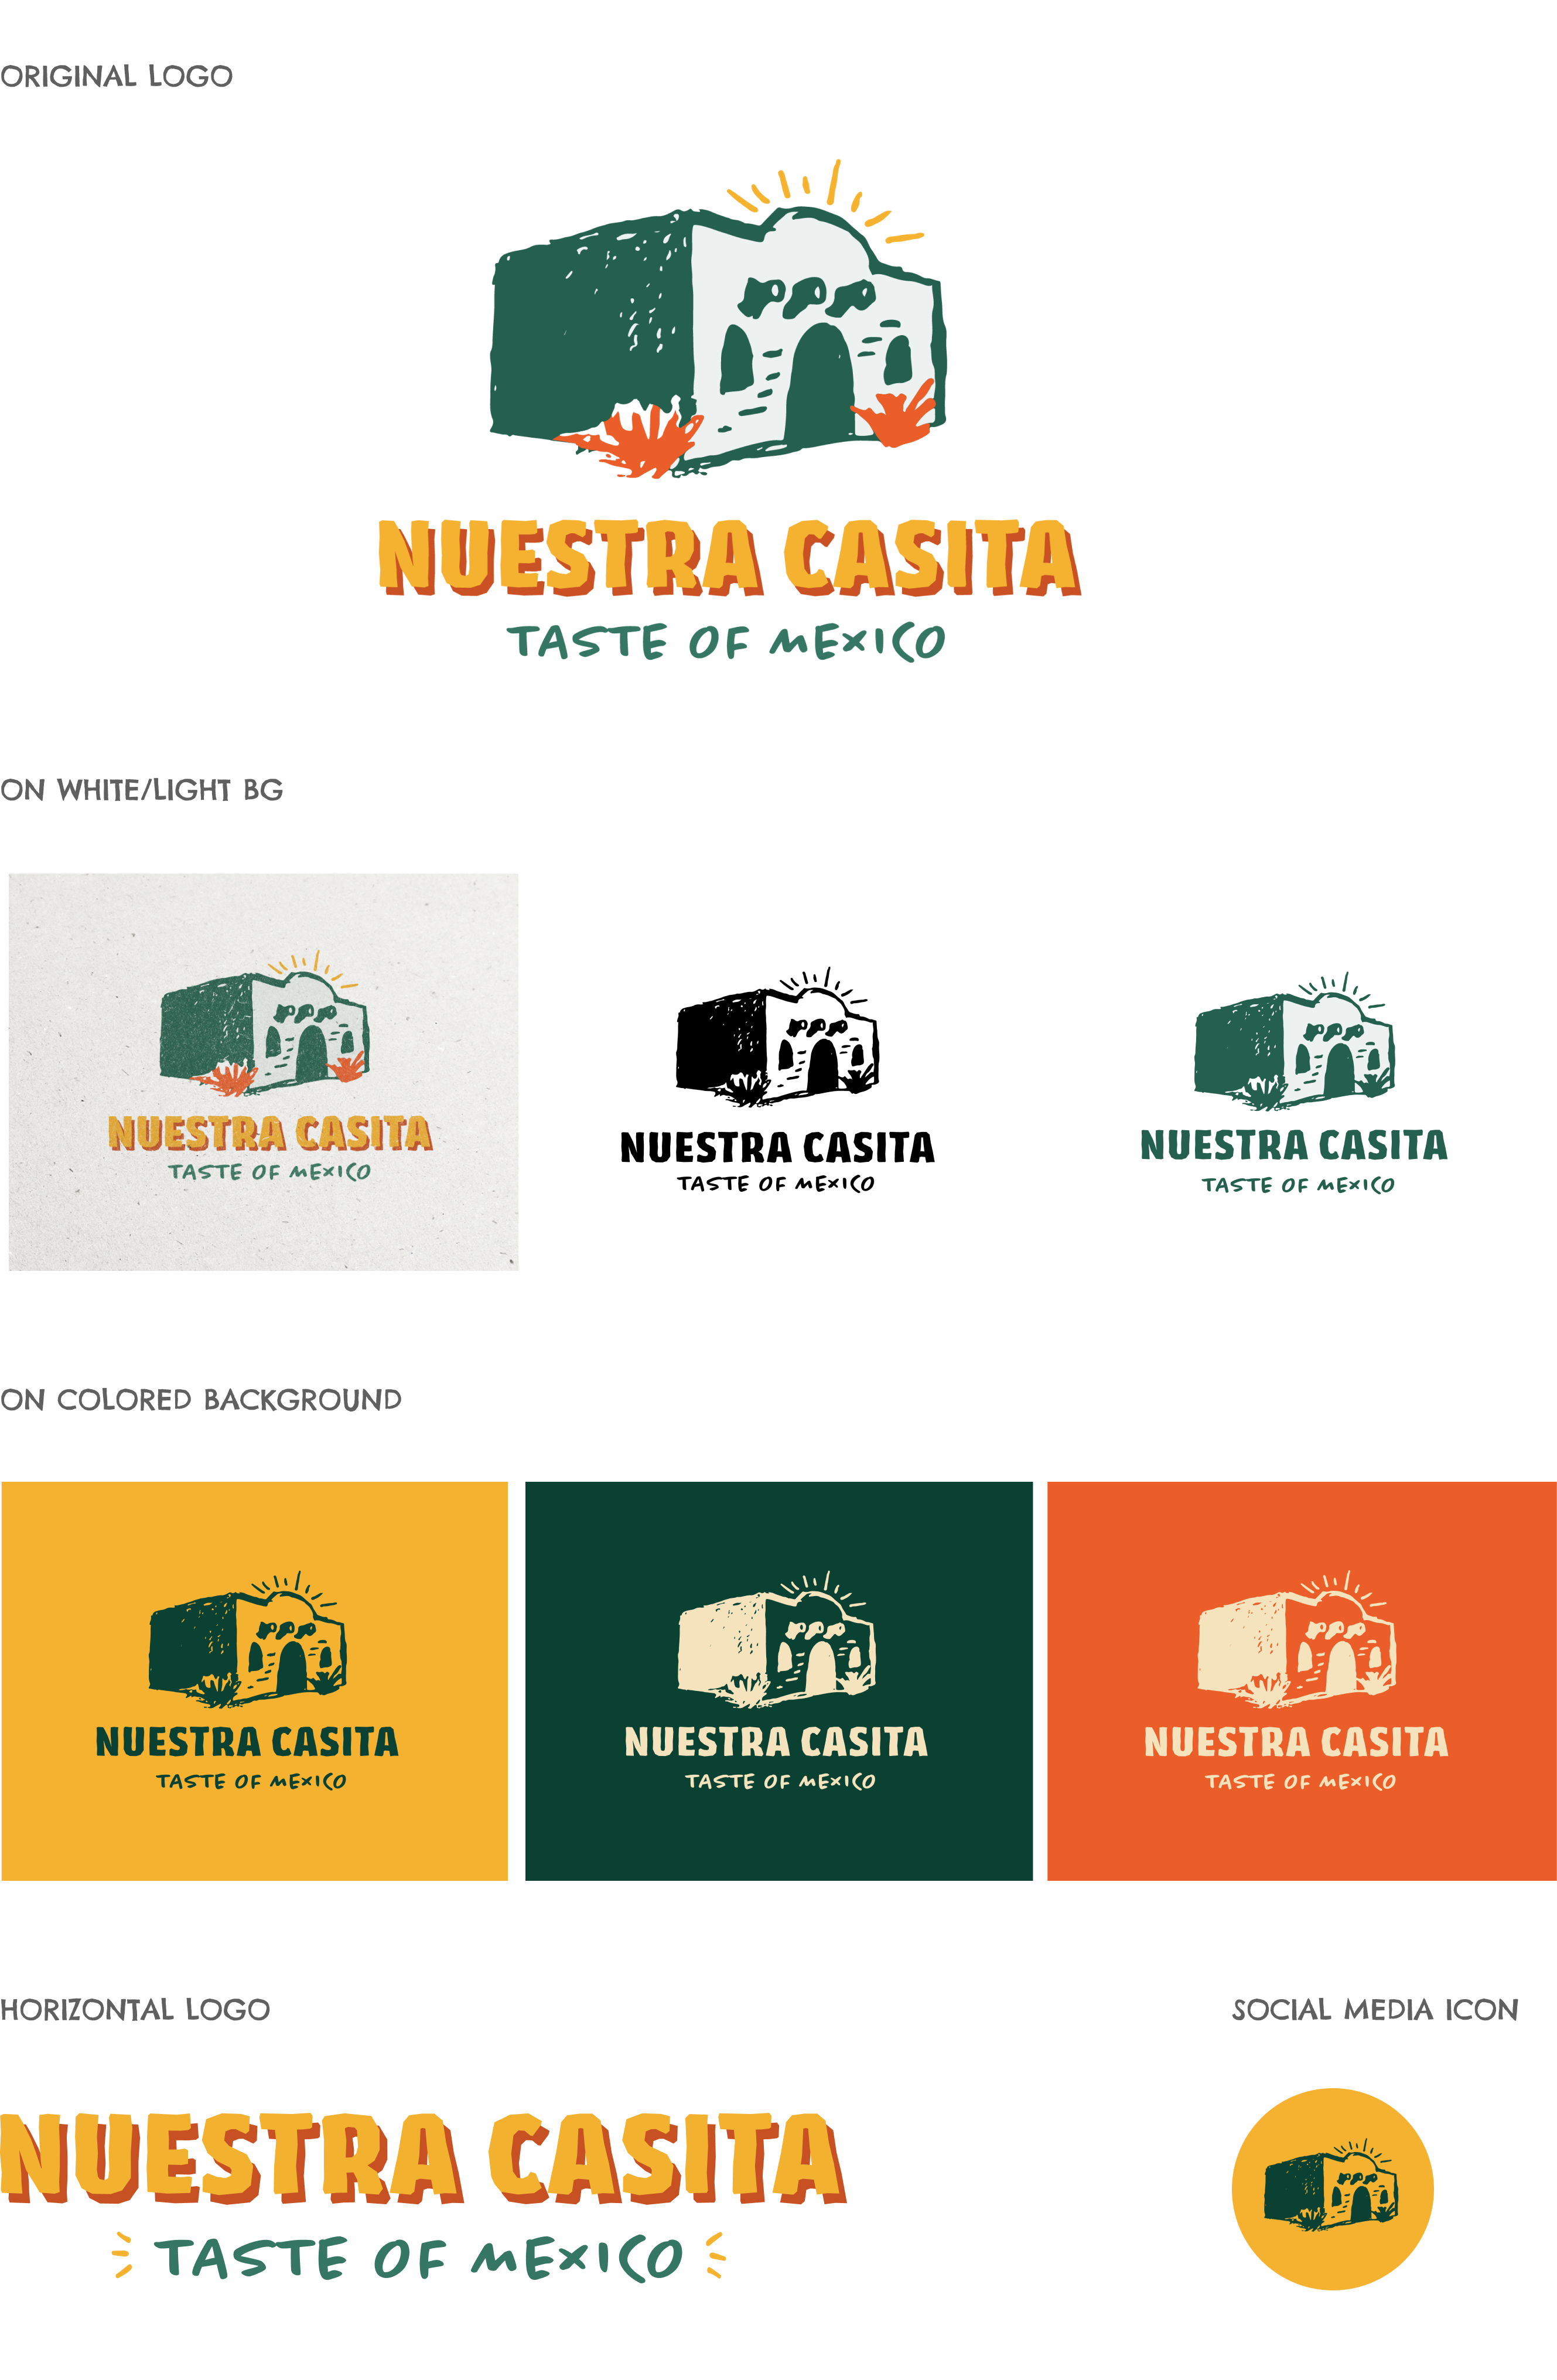 ORIGINAL LOGO
NUESTRA CASITA
TASTE OF MEXICO
ON WHITE/LIGHT BG
NUESTRA CASITA
TASTE OF MEXICO
NUESTRA CASITA
TASTE OF MEXICO
NUESTRA CASITA
TASTE OF MEXICO
ON COLORED BACKGROUND
NUESTRA CASITA
TASTE OF MEXICO
NUESTRA CASITA
TASTE OF MEXICO
NUESTRA CASITA
TASTE OF MEXICO
HORIZONTAL LOGO
NUESTRA CASITA
TASTE OF MEXICO
SOCIAL MEDIA ICON